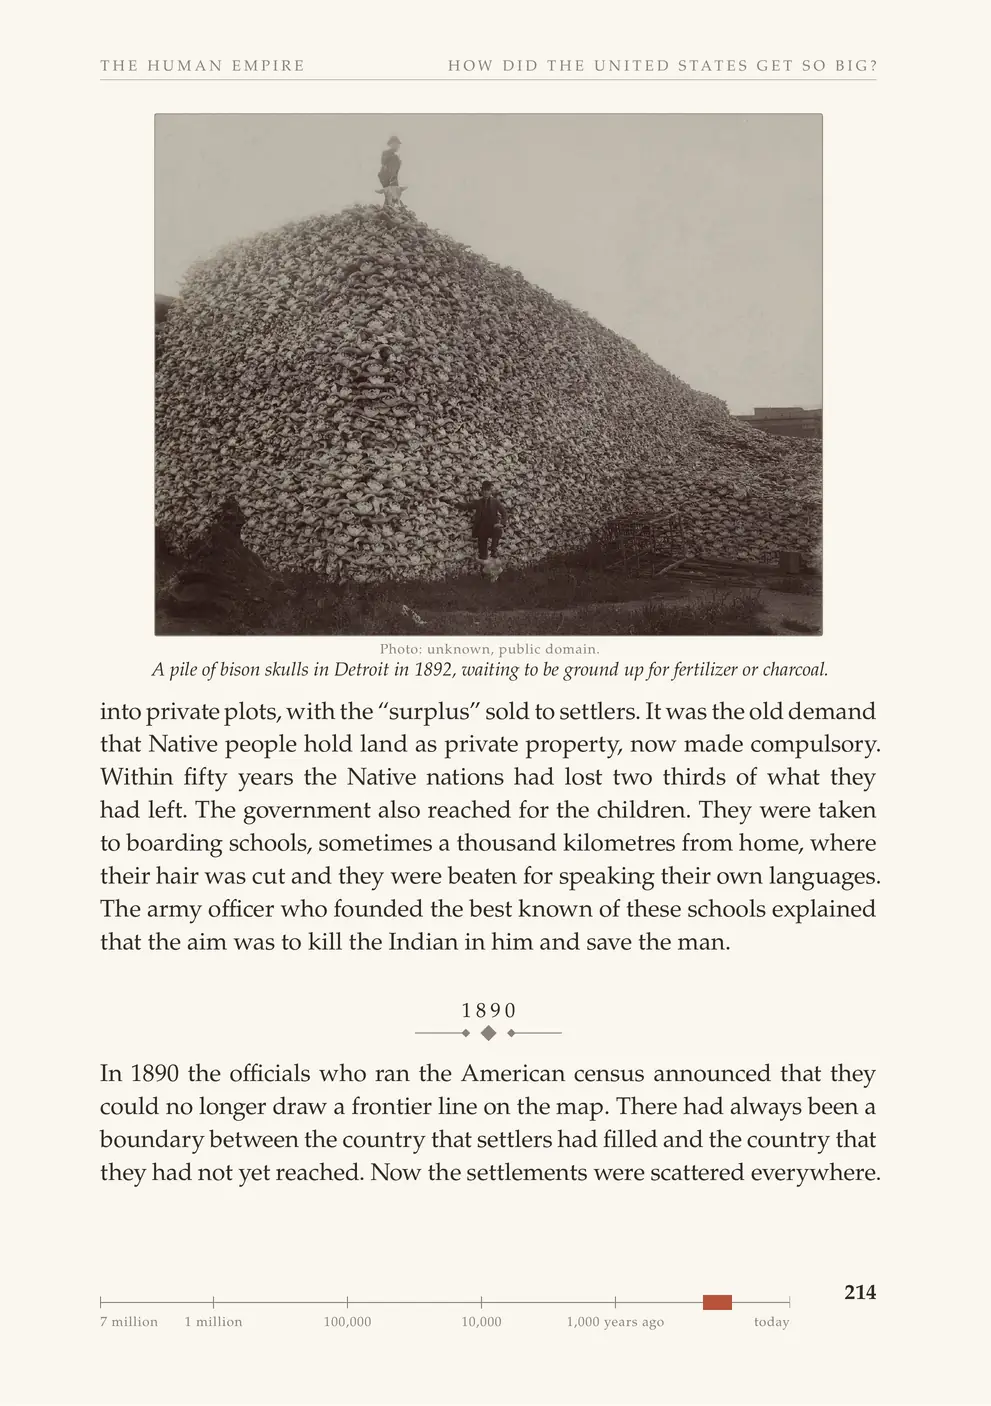 THE HUMAN EMPIRE
HOW DID THE UNITED STATES GET SO BIG?
Photo: unknown, public domain.
A pile of bison skulls in Detroit in 1892, waiting to be ground up for fertilizer or charcoal.
into private plots, with the “surplus” sold to settlers. It was the old demand
that Native people hold land as private property, now made compulsory.
Within fifty years the Native nations had lost two thirds of what they
had left. The government also reached for the children. They were taken
to boarding schools, sometimes a thousand kilometres from home, where
their hair was cut and they were beaten for speaking their own languages.
The army officer who founded the best known of these schools explained
that the aim was to kill the Indian in him and save the man.
1890
In 1890 the officials who ran the American census announced that they
could no longer draw a frontier line on the map. There had always been a
boundary between the country that settlers had filled and the country that
they had not yet reached. Now the settlements were scattered everywhere.
214
7 million 1 million 100,000 10,000 1,000 years ago today